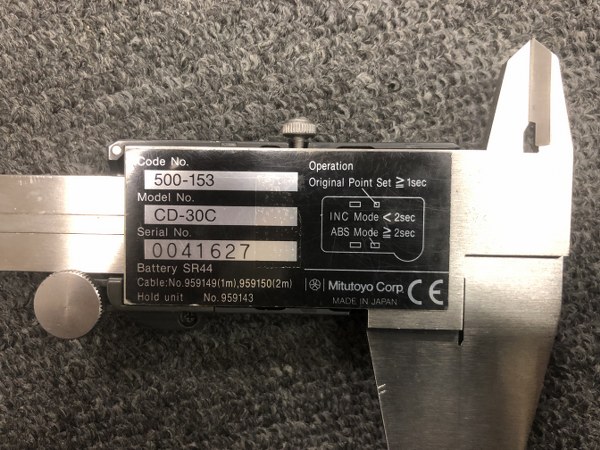 Code No.
500-153
Model No.
CD-30C
Serial No.
0041627
Battery SR44
Cable:No.959149(1m),959150(2m)
Hold unit No.959143
Operation
Original Point Set ≧ 1sec
INC Mode < 2sec
ABS Mode ≧ 2sec
Mitutoyo Corp.
MADE IN JAPAN
CE